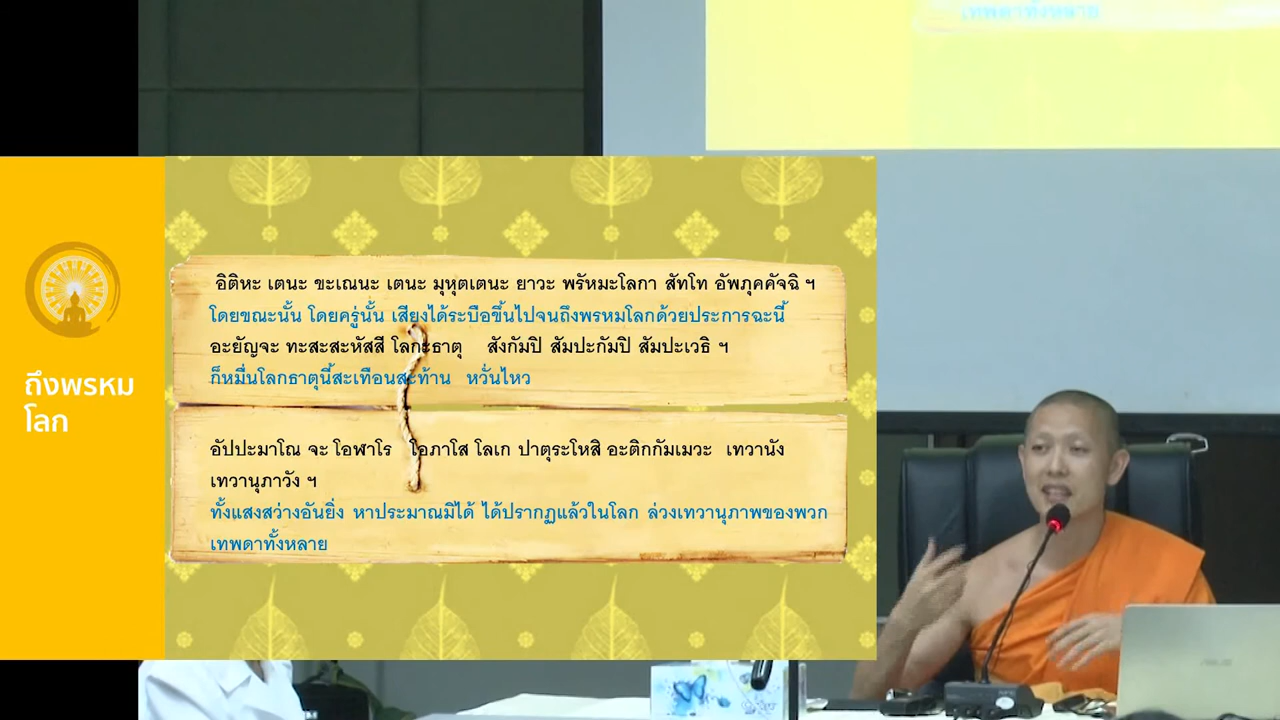 เทพดาทั้งหลาย
ถึงพรหม
โลก
อิติหะ เตนะ ขะเณนะ เตนะ มุหุตเตนะ ยาวะ พรัหมะโลกา สัทโท อัพภุคคัจฉิ ฯ
โดยขณะนั้น โดยครู่นั้น เสียงได้ระบือขึ้นไปจนถึงพรหมโลกด้วยประการฉะนี้
อะยัญจะ ทะสะสะหัสสี โลกะธาตุ สังกัมปิ สัมปะกัมปิ สัมปะเวธิ ฯ
ก็หมื่นโลกธาตุนี้สะเทือนสะท้าน หวั่นไหว
อัปปะมาโณ จะ โอฬาโร โอภาโส โลเก ปาตุระโหสิ อะติกกัมเมวะ เทวานัง
เทวานุภาวัง ฯ
ทั้งแสงสว่างอันยิ่ง หาประมาณมิได้ ได้ปรากฏแล้วในโลก ล่วงเทวานุภาพของพวก
เทพดาทั้งหลาย
ASUS